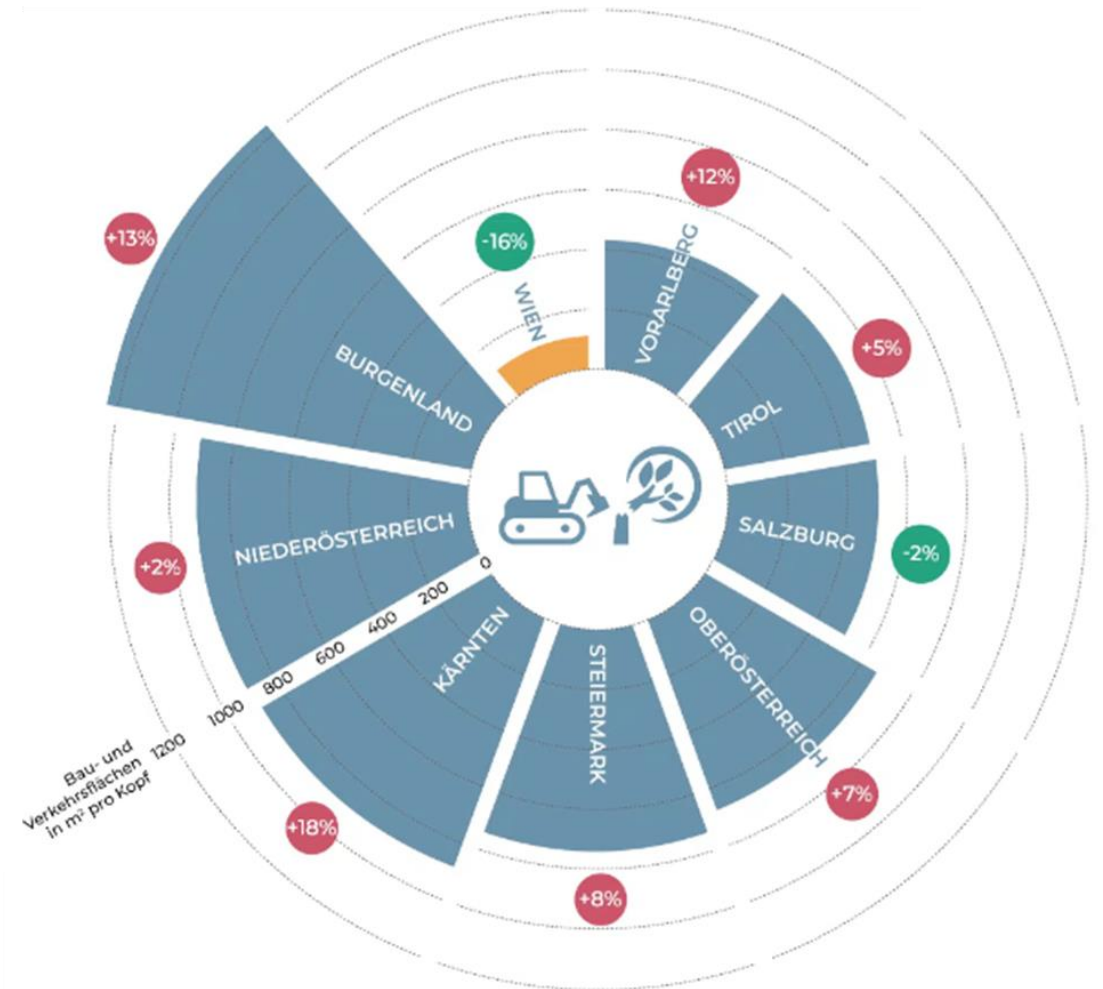 +12%
VORARLBERG
+5%
TIROL
-2%
SALZBURG
+7%
OBERÖSTERREICH
+8%
STEIERMARK
+18%
KÄRNTEN
+2%
NIEDERÖSTERREICH
+13%
BURGENLAND
-16%
WIEN
0
200
400
600
800
1000
1200
Bau- und
Verkehrsflächen
in m² pro Kopf